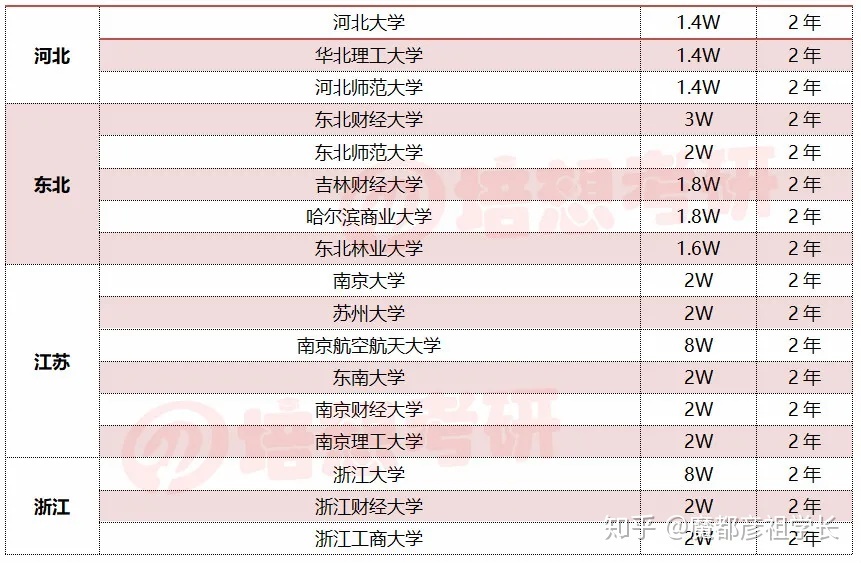 河北大学 1.4W 2 年
河北 华北理工大学 1.4W 2 年
河北师范大学 1.4W 2 年
东北财经大学 3W 2 年
东北师范大学 2W 2 年
东北 吉林财经大学 1.8W 2 年
哈尔滨商业大学 1.8W 2 年
东北林业大学 1.6W 2 年
南京大学 2W 2 年
苏州大学 2W 2 年
江苏 南京航空航天大学 8W 2 年
东南大学 2W 2 年
南京财经大学 2W 2 年
南京理工大学 2W 2 年
浙江大学 8W 2 年
浙江 浙江财经大学 2W 2 年
浙江工商大学 2W 2 年
培想考研
培想考研
知乎 @魔都彦祖学长